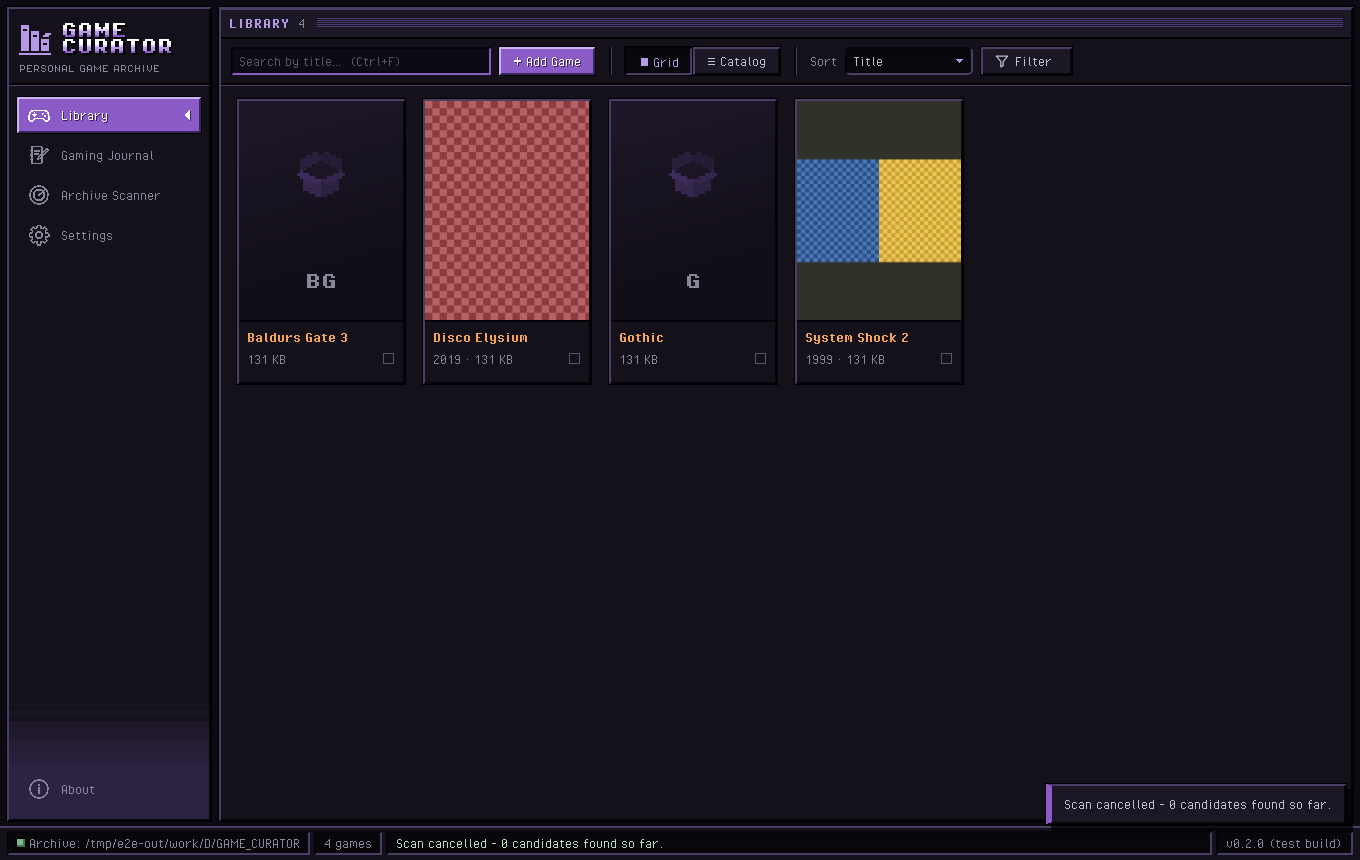 GAME
CURATOR
PERSONAL GAME ARCHIVE
Library
Gaming Journal
Archive Scanner
Settings
About
LIBRARY 4
Search by title... (Ctrl+F)
+ Add Game
Grid
Catalog
Sort
Title
Filter
BG
Baldurs Gate 3
131 KB
Disco Elysium
2019 · 131 KB
G
Gothic
131 KB
System Shock 2
1999 · 131 KB
Scan cancelled - 0 candidates found so far.
Archive: /tmp/e2e-out/work/D/GAME_CURATOR
4 games
Scan cancelled - 0 candidates found so far.
v0.2.0 (test build)